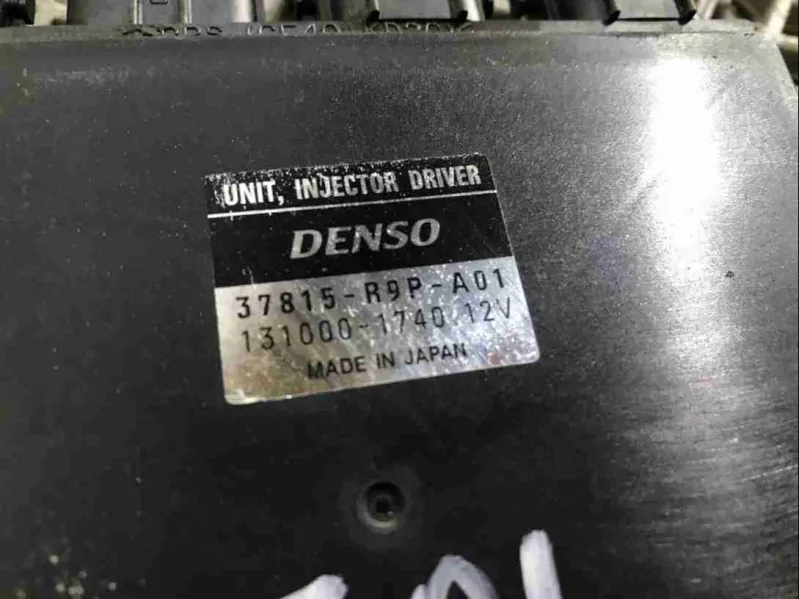 UNIT, INJECTOR DRIVER
DENSO
37815-R9P-A01
131000-1740 12V
MADE IN JAPAN